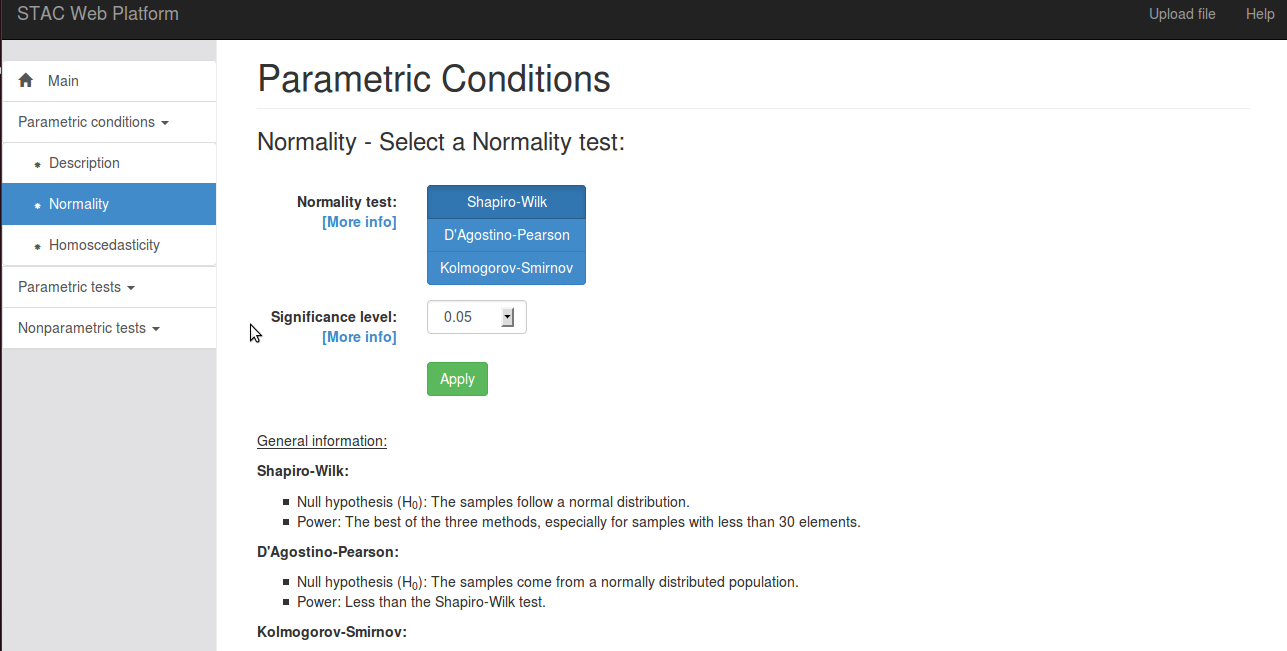 STAC Web Platform
Upload file
Help
Main
Parametric conditions
Description
Normality
Homoscedasticity
Parametric tests
Nonparametric tests
Parametric Conditions
Normality - Select a Normality test:
Normality test:
[More info]
Shapiro-Wilk
D'Agostino-Pearson
Kolmogorov-Smirnov
Significance level:
[More info]
0.05
Apply
General information:
Shapiro-Wilk:
Null hypothesis (H0): The samples follow a normal distribution.
Power: The best of the three methods, especially for samples with less than 30 elements.
D'Agostino-Pearson:
Null hypothesis (H0): The samples come from a normally distributed population.
Power: Less than the Shapiro-Wilk test.
Kolmogorov-Smirnov: